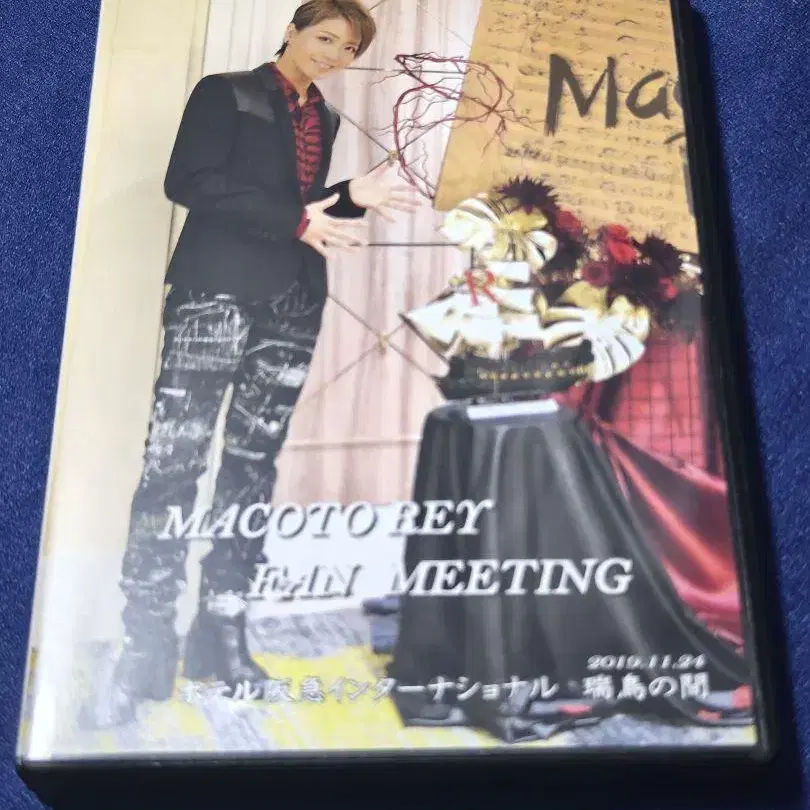 Mac
R
MACOTO REY
FAN MEETING
2019.11.24
ホテル阪急インターナショナル 瑞鳥の間